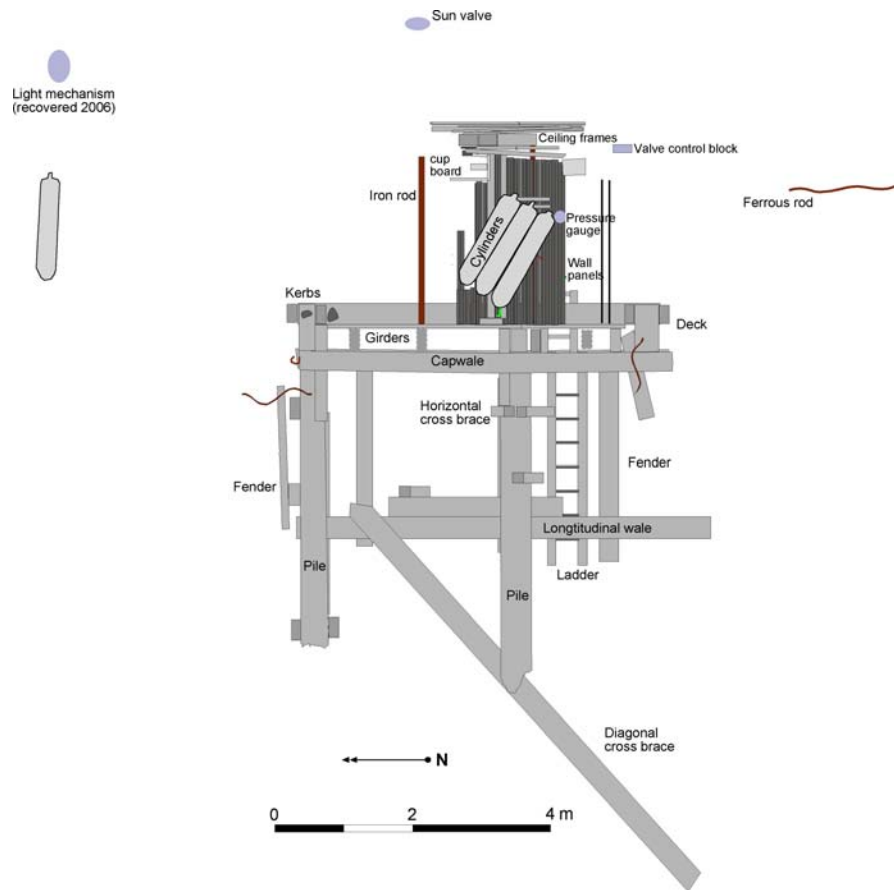 Sun valve
Light mechanism
(recovered 2006)
Ceiling frames
Valve control block
cup
board
Iron rod
Ferrous rod
Pressure
gauge
Cylinders
Wall
panels
Kerbs
Deck
Girders
Capwale
Horizontal
cross brace
Fender
Fender
Longtitudinal wale
Pile
Ladder
Pile
Diagonal
cross brace
N
0 2 4 m